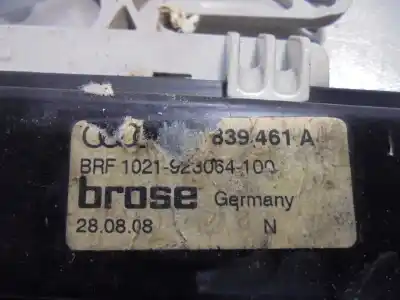 839.461 A
BRF 1021-923064-100
brose Germany
28.08.08 N